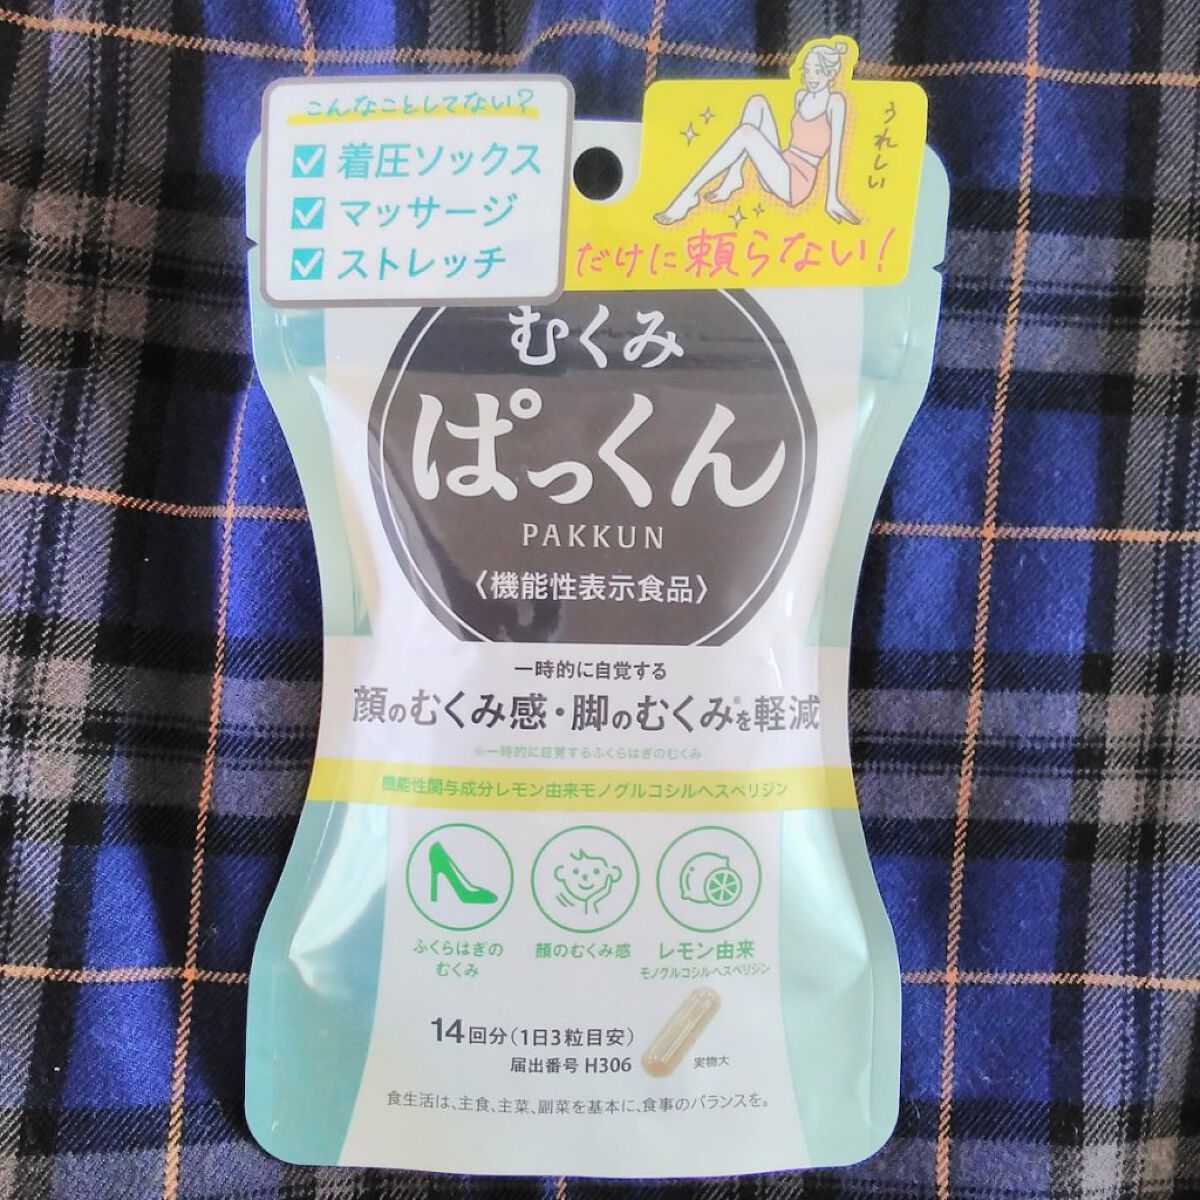 こんなことしてない?
着圧ソックス
マッサージ
ストレッチ
うれしい
だけに頼らない!
むくみ
ぱっくん
PAKKUN
〈機能性表示食品〉
一時的に自覚する
顔のむくみ感・脚のむくみ※を軽減
※一時的に自覚するふくらはぎのむくみ
機能性関与成分レモン由来モノグルコシルヘスペリジン
ふくらはぎの
むくみ
顔のむくみ感
レモン由来
モノグルコシルヘスペリジン
14回分(1日3粒目安)
届出番号 H306
実物大
食生活は、主食、主菜、副菜を基本に、食事のバランスを。